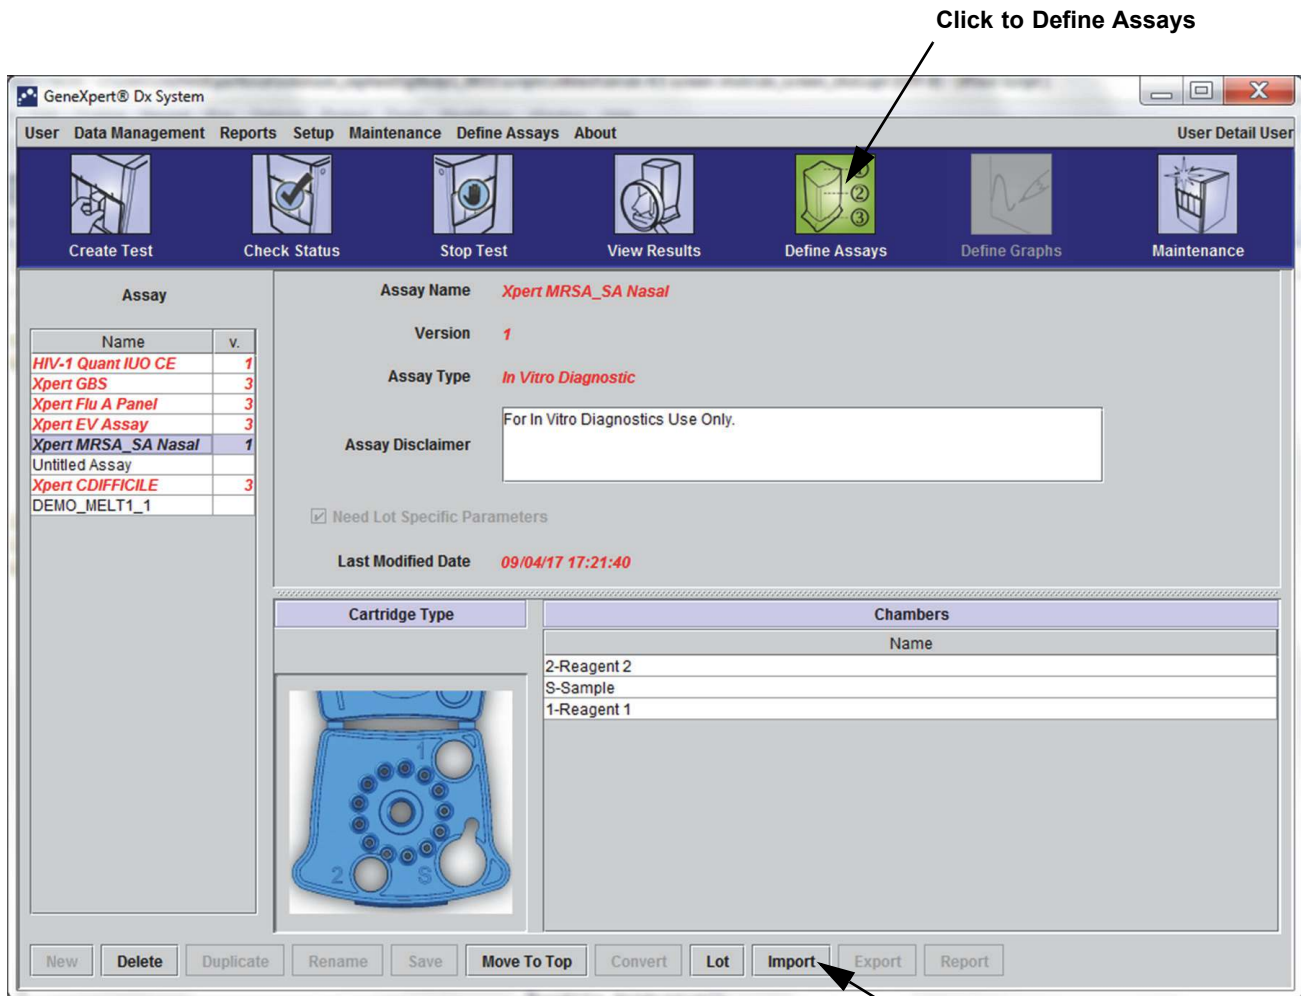 Click to Define Assays
GeneXpert® Dx System
User Data Management Reports Setup Maintenance Define Assays About User Detail User
① ② ③
Create Test Check Status Stop Test View Results Define Assays Define Graphs Maintenance
Assay
Name v.
HIV-1 Quant IUO CE 1
Xpert GBS 3
Xpert Flu A Panel 3
Xpert EV Assay 3
Xpert MRSA_SA Nasal 1
Untitled Assay
Xpert CDIFFICILE 3
DEMO_MELT1_1
Assay Name Xpert MRSA_SA Nasal
Version 1
Assay Type In Vitro Diagnostic
Assay Disclaimer For In Vitro Diagnostics Use Only.
Need Lot Specific Parameters
Last Modified Date 09/04/17 17:21:40
Cartridge Type
1
2 S
Chambers
Name
2-Reagent 2
S-Sample
1-Reagent 1
New Delete Duplicate Rename Save Move To Top Convert Lot Import Export Report